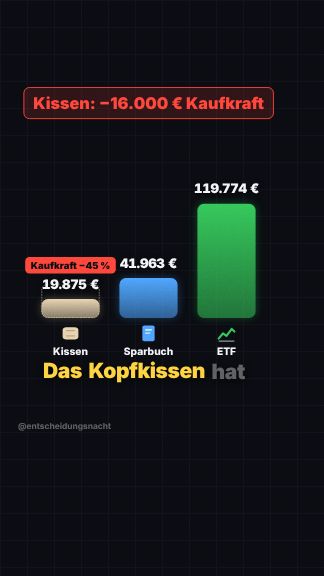 Kissen: −16.000 € Kaufkraft
119.774 €
Kaufkraft −45 %
41.963 €
19.875 €
Kissen Sparbuch ETF
Das Kopfkissen hat
@entscheidungsnacht